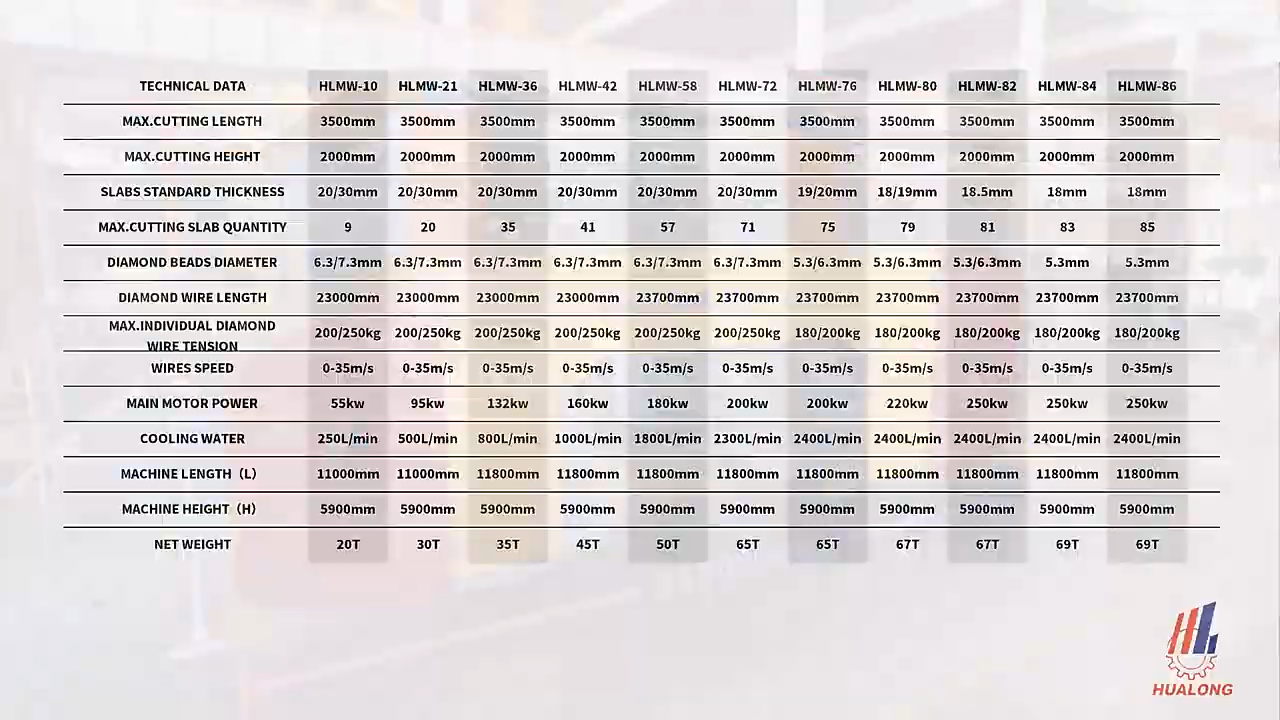 TECHNICAL DATA HLMW-10 HLMW-21 HLMW-36 HLMW-42 HLMW-58 HLMW-72 HLMW-76 HLMW-80 HLMW-82 HLMW-84 HLMW-86
MAX.CUTTING LENGTH 3500mm 3500mm 3500mm 3500mm 3500mm 3500mm 3500mm 3500mm 3500mm 3500mm 3500mm
MAX.CUTTING HEIGHT 2000mm 2000mm 2000mm 2000mm 2000mm 2000mm 2000mm 2000mm 2000mm 2000mm 2000mm
SLABS STANDARD THICKNESS 20/30mm 20/30mm 20/30mm 20/30mm 20/30mm 20/30mm 19/20mm 18/19mm 18.5mm 18mm 18mm
MAX.CUTTING SLAB QUANTITY 9 20 35 41 57 71 75 79 81 83 85
DIAMOND BEADS DIAMETER 6.3/7.3mm 6.3/7.3mm 6.3/7.3mm 6.3/7.3mm 6.3/7.3mm 6.3/7.3mm 5.3/6.3mm 5.3/6.3mm 5.3/6.3mm 5.3mm 5.3mm
DIAMOND WIRE LENGTH 23000mm 23000mm 23000mm 23000mm 23700mm 23700mm 23700mm 23700mm 23700mm 23700mm 23700mm
MAX.INDIVIDUAL DIAMOND
WIRE TENSION 200/250kg 200/250kg 200/250kg 200/250kg 200/250kg 200/250kg 180/200kg 180/200kg 180/200kg 180/200kg 180/200kg
WIRES SPEED 0-35m/s 0-35m/s 0-35m/s 0-35m/s 0-35m/s 0-35m/s 0-35m/s 0-35m/s 0-35m/s 0-35m/s 0-35m/s
MAIN MOTOR POWER 55kw 95kw 132kw 160kw 180kw 200kw 200kw 220kw 250kw 250kw 250kw
COOLING WATER 250L/min 500L/min 800L/min 1000L/min 1800L/min 2300L/min 2400L/min 2400L/min 2400L/min 2400L/min 2400L/min
MACHINE LENGTH（L） 11000mm 11000mm 11800mm 11800mm 11800mm 11800mm 11800mm 11800mm 11800mm 11800mm 11800mm
MACHINE HEIGHT（H） 5900mm 5900mm 5900mm 5900mm 5900mm 5900mm 5900mm 5900mm 5900mm 5900mm 5900mm
NET WEIGHT 20T 30T 35T 45T 50T 65T 65T 67T 67T 69T 69T
HL
HUALONG